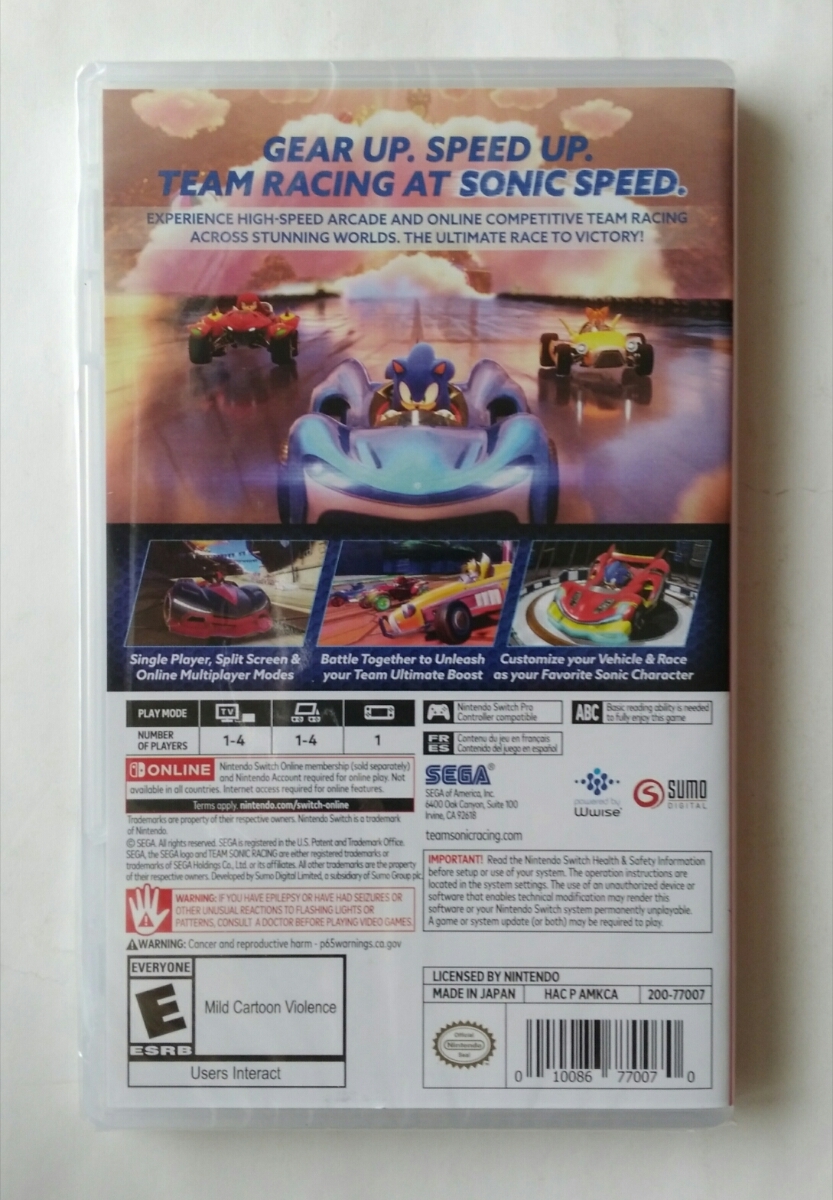 GEAR UP. SPEED UP.
TEAM RACING AT SONIC SPEED.
EXPERIENCE HIGH-SPEED ARCADE AND ONLINE COMPETITIVE TEAM RACING
ACROSS STUNNING WORLDS. THE ULTIMATE RACE TO VICTORY!
Single Player, Split Screen &
Online Multiplayer Modes
Battle Together to Unleash
your Team Ultimate Boost
Customize your Vehicle & Race
as your Favorite Sonic Character
PLAY MODE
TV
NUMBER
OF PLAYERS
1-4
1-4
1
Nintendo Switch Pro
Controller compatible
ABC
Basic reading ability is needed
to fully enjoy this game
FR
ES
Contenu du jeu en français
Contenido del juego en español
ONLINE
Nintendo Switch Online membership (sold separately)
and Nintendo Account required for online play. Not
available in all countries. Internet access required for online features.
Terms apply. nintendo.com/switch-online
Trademarks are property of their respective owners. Nintendo Switch is a trademark
of Nintendo.
© SEGA. All rights reserved. SEGA is registered in the U.S. Patent and Trademark Office.
SEGA, the SEGA logo and TEAM SONIC RACING are either registered trademarks or
trademarks of SEGA Holdings Co., Ltd. or its affiliates. All other trademarks are the property
of their respective owners. Developed by Sumo Digital Limited, a subsidiary of Sumo Group plc.
SEGA®
SEGA of America, Inc.
6400 Oak Canyon, Suite 100
Irvine, CA 92618
teamsonicracing.com
powered by
Wwise
SUMO
DIGITAL
WARNING: IF YOU HAVE EPILEPSY OR HAVE HAD SEIZURES OR
OTHER UNUSUAL REACTIONS TO FLASHING LIGHTS OR
PATTERNS, CONSULT A DOCTOR BEFORE PLAYING VIDEO GAMES.
WARNING: Cancer and reproductive harm - p65warnings.ca.gov
IMPORTANT! Read the Nintendo Switch Health & Safety Information
before setup or use of your system. The operation instructions are
located in the system settings. The use of an unauthorized device or
software that enables technical modification may render this
software or your Nintendo Switch system permanently unplayable.
A game or system update (or both) may be required to play.
EVERYONE
E
ESRB
Mild Cartoon Violence
Users Interact
LICENSED BY NINTENDO
MADE IN JAPAN
HAC P AMKCA
200-77007
Official
Nintendo
Seal
0 10086 77007 0